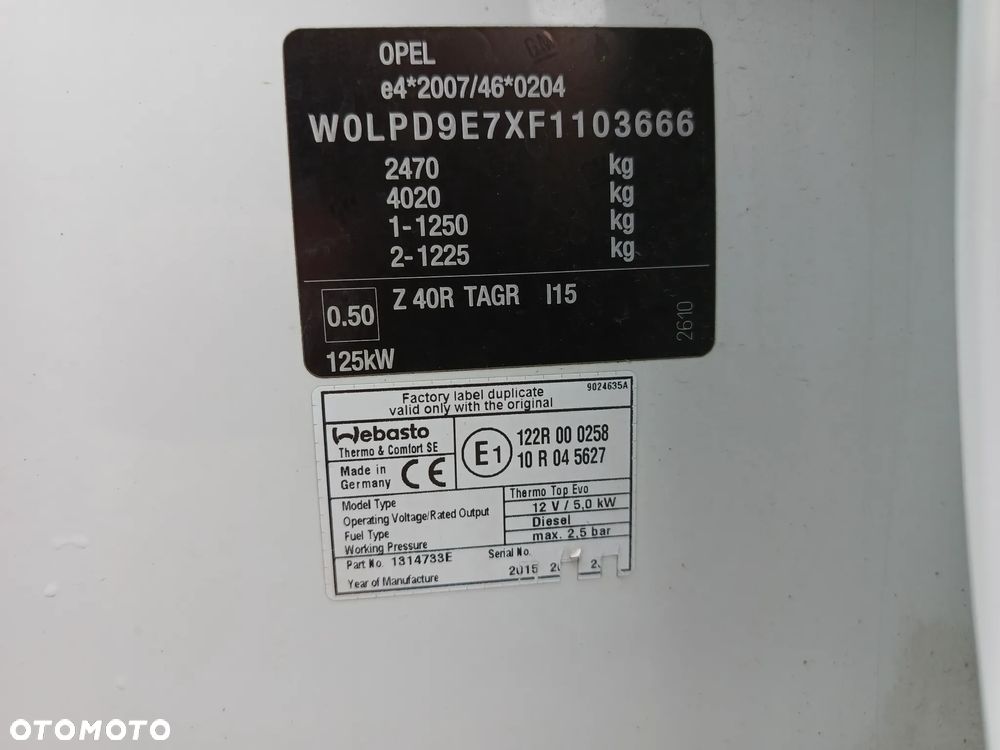 GM
OPEL
e4*2007/46*0204
W0LPD9E7XF1103666
2470 kg
4020 kg
1-1250 kg
2-1225 kg
0.50 Z 40R TAGR I15
125kW
2610
9024635A
Factory label duplicate
valid only with the original
Webasto
Thermo & Comfort SE
Made in
Germany
CE
E1
122R 00 0258
10 R 04 5627
Model Type Thermo Top Evo
Operating Voltage/Rated Output 12 V / 5,0 kW
Fuel Type Diesel
Working Pressure max. 2,5 bar
Part No. 1314733E Serial No.
Year of Manufacture 2015
OTOMOTO